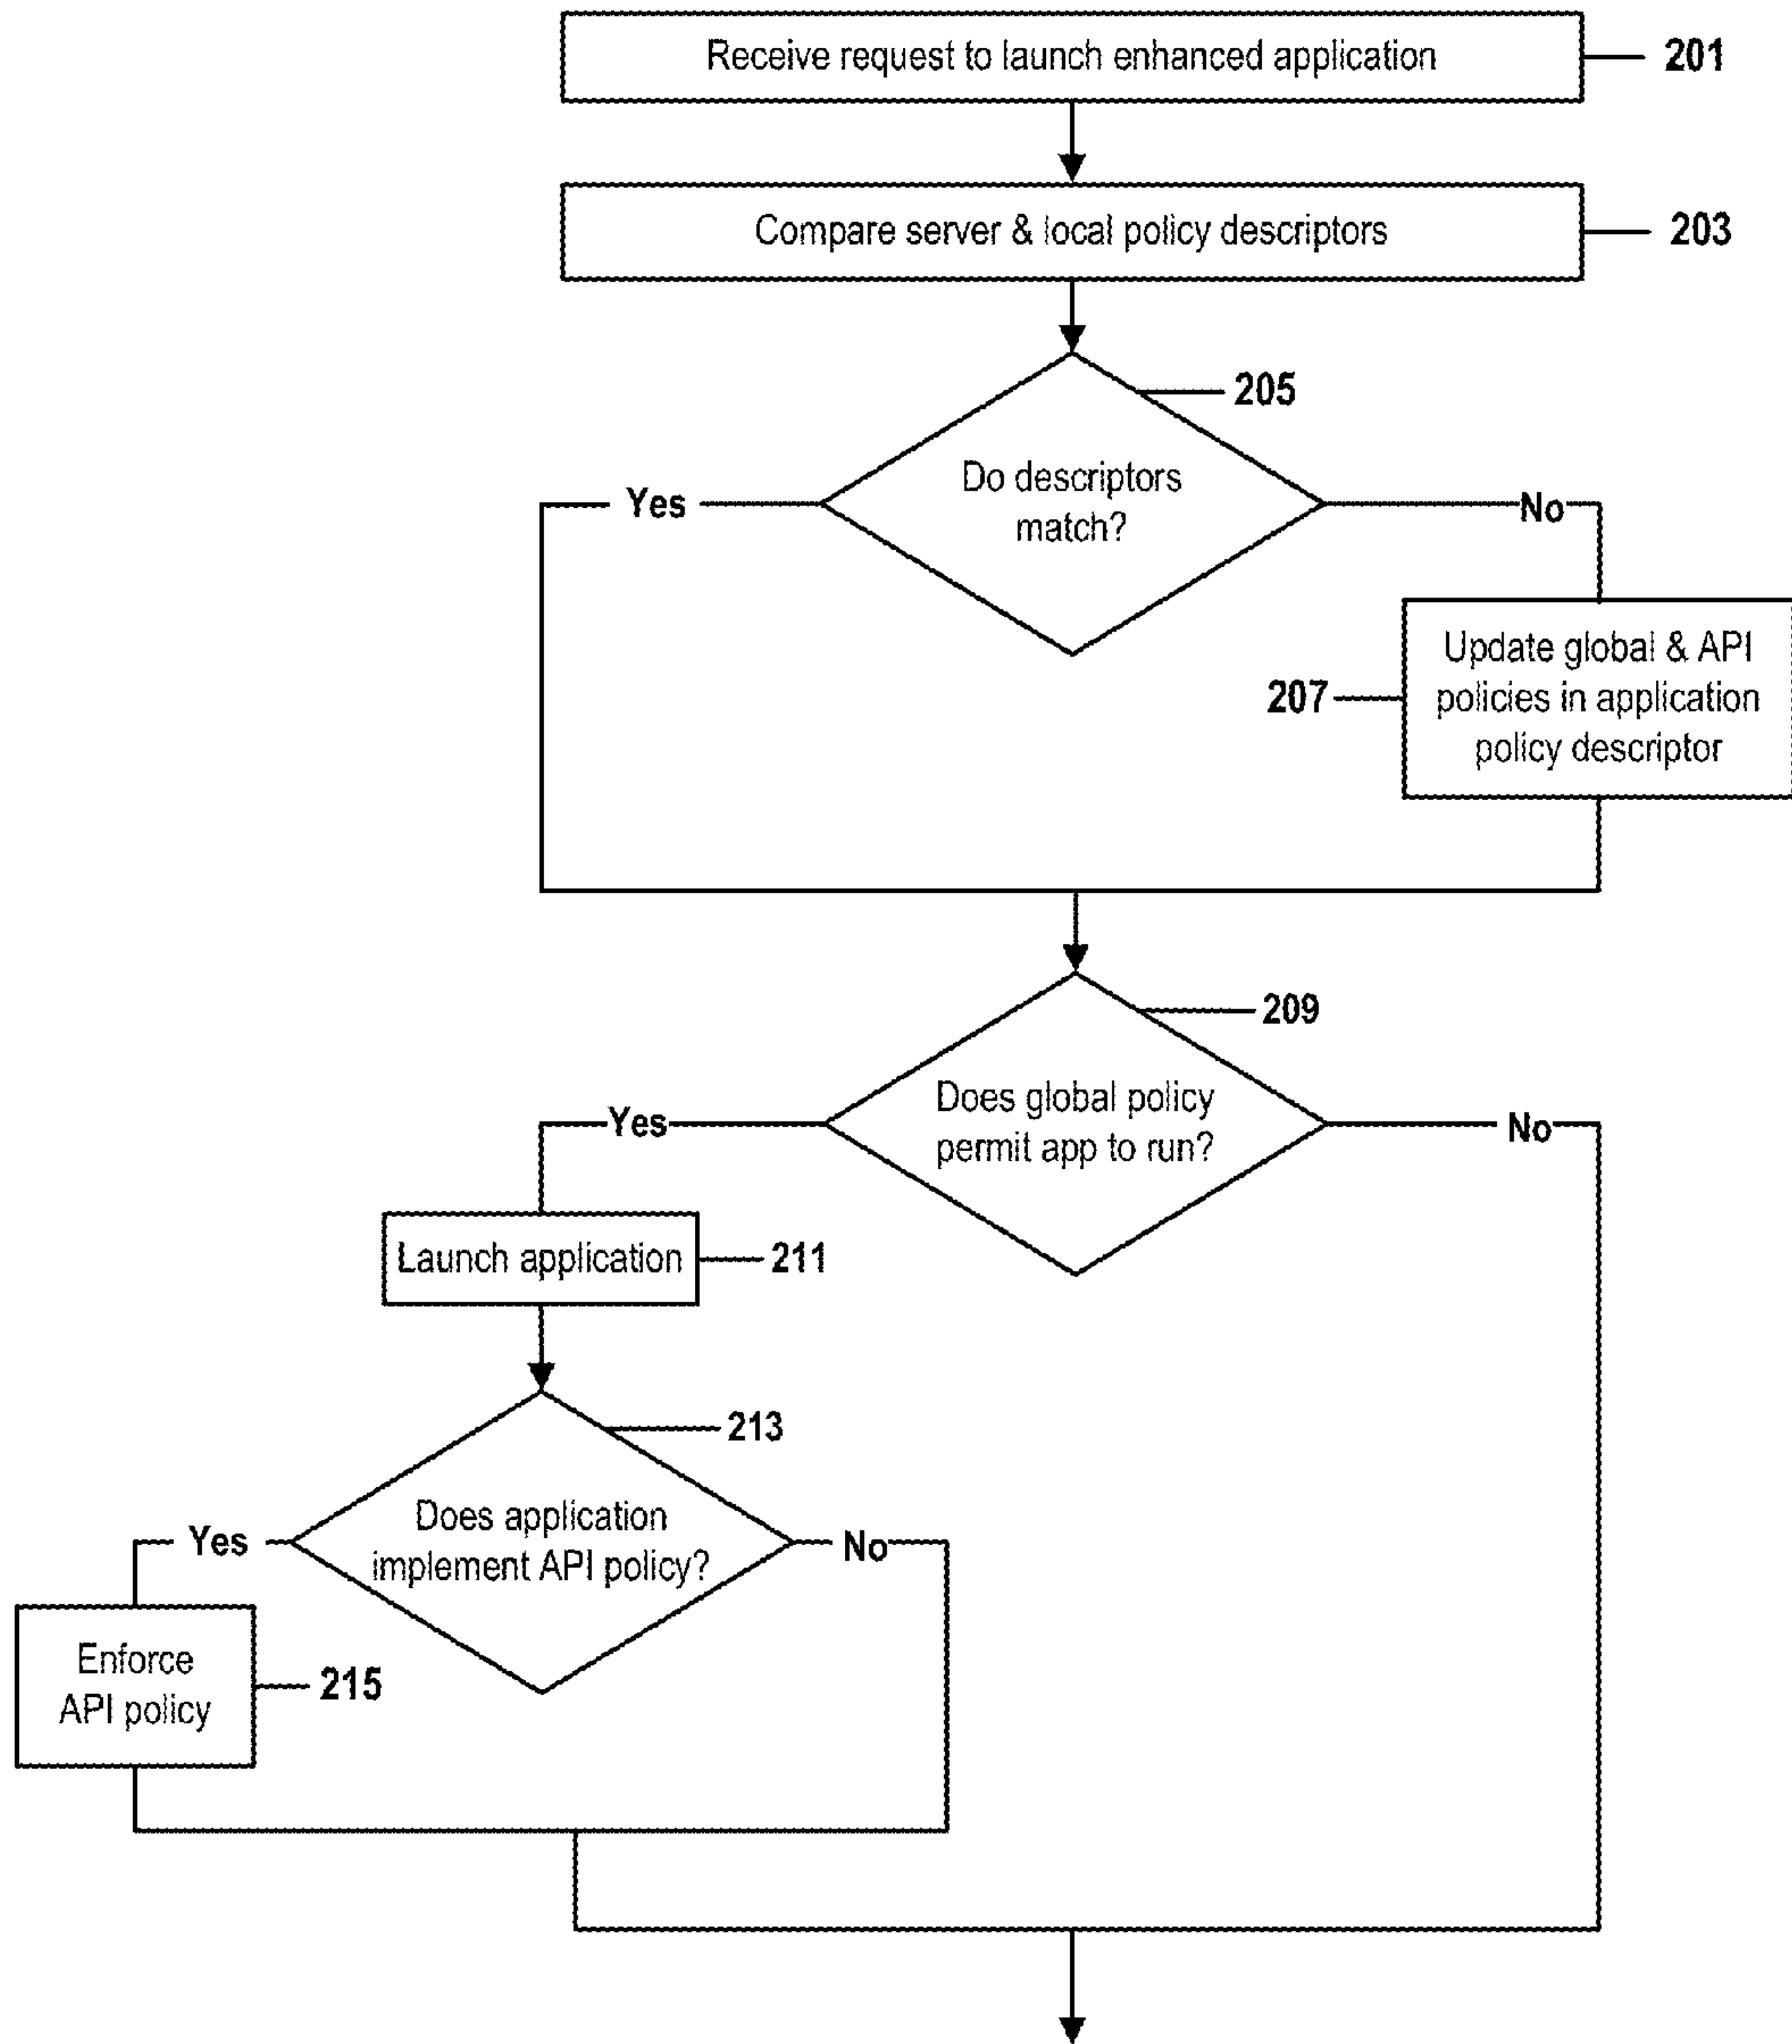 Receive request to launch enhanced application
201
Compare server & local policy descriptors
203
205
Do descriptors
match?
Yes
No
Update global & API
policies in application
policy descriptor
207
209
Does global policy
permit app to run?
Yes
No
Launch application
211
213
Does application
implement API policy?
Yes
No
Enforce
API policy
215